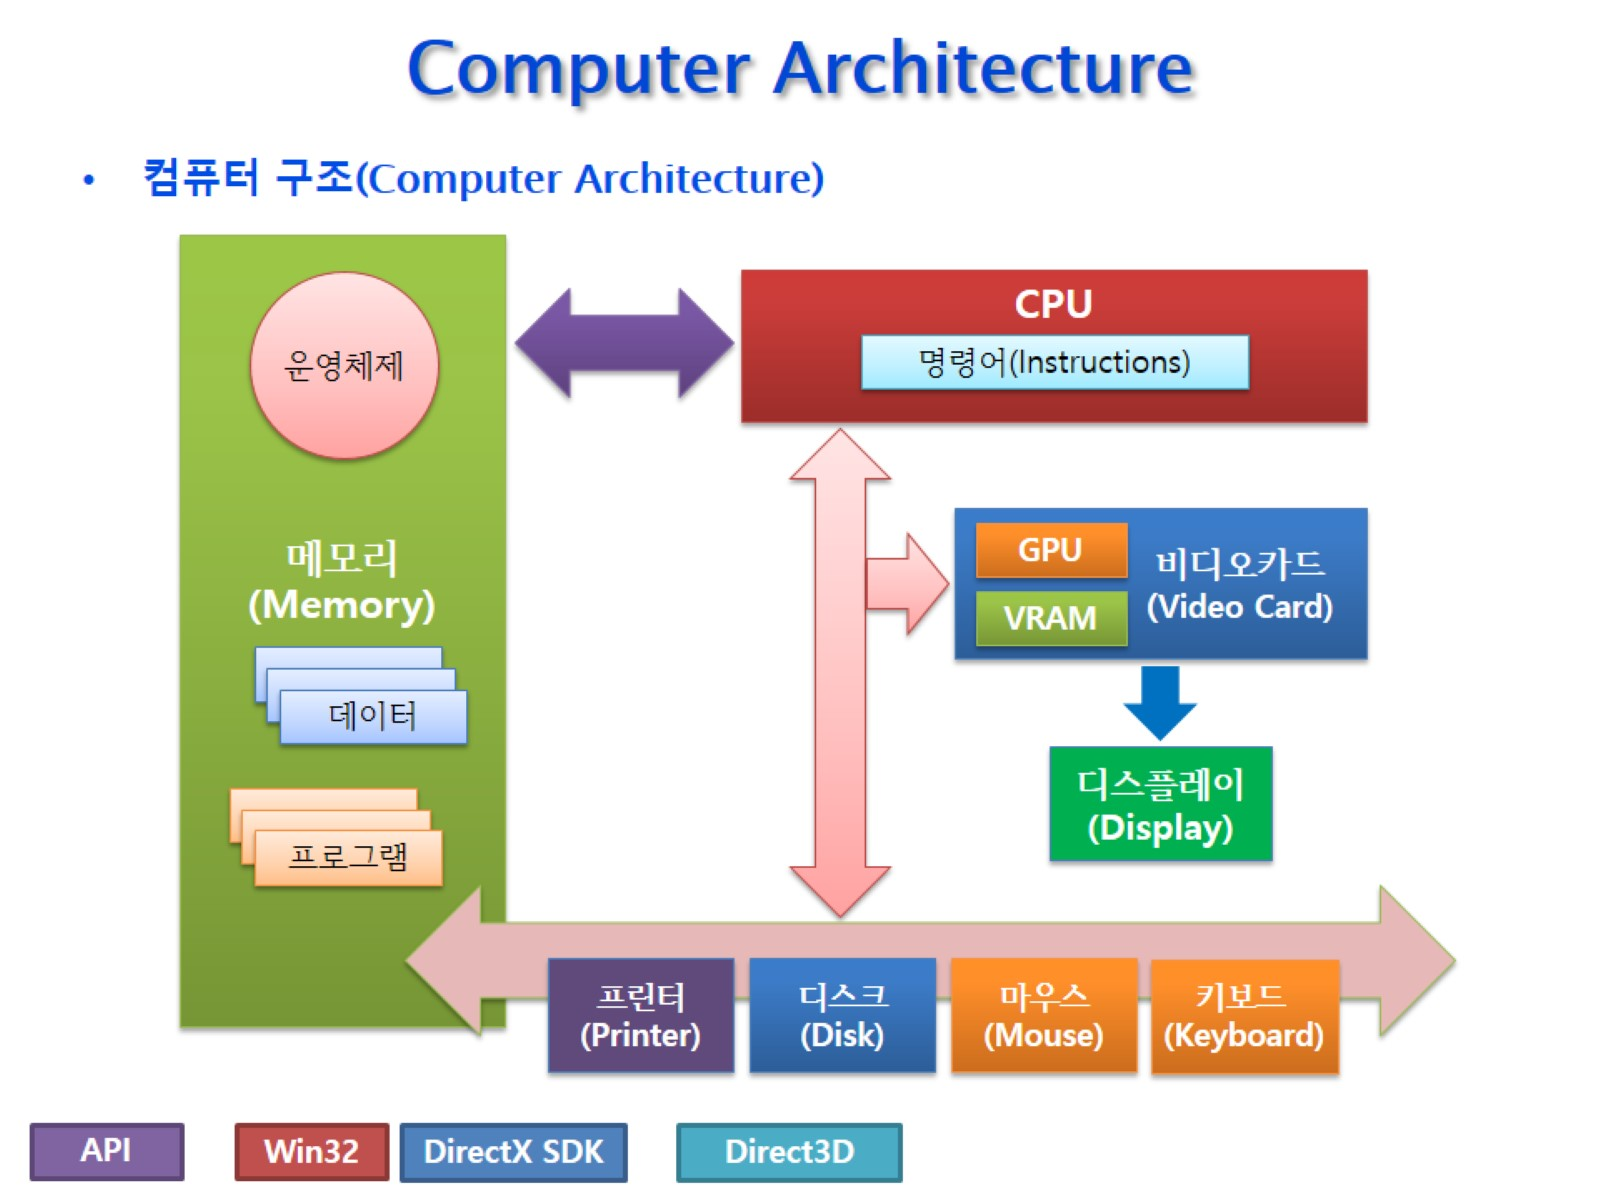 Computer Architecture
• 컴퓨터 구조(Computer Architecture)
운영체제
메모리
(Memory)
데이터
프로그램
CPU
명령어(Instructions)
GPU
VRAM
비디오카드
(Video Card)
디스플레이
(Display)
프린터
(Printer)
디스크
(Disk)
마우스
(Mouse)
키보드
(Keyboard)
API
Win32
DirectX SDK
Direct3D